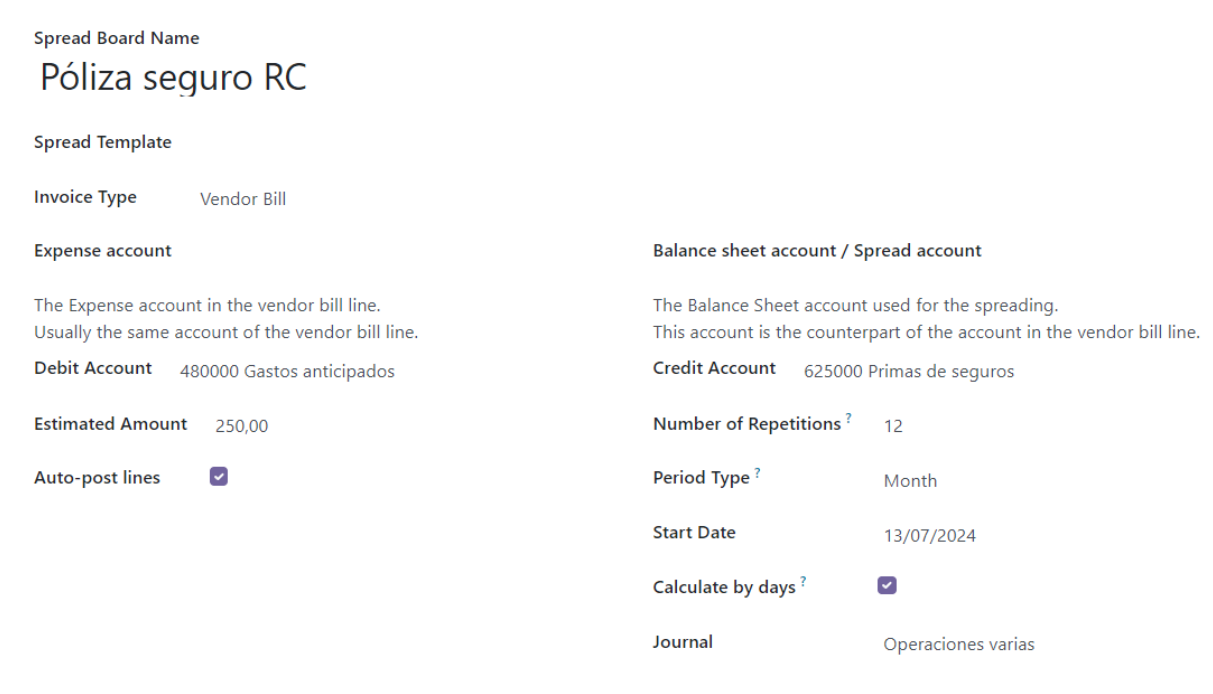 Spread Board Name
Póliza seguro RC
Spread Template
Invoice Type Vendor Bill
Expense account
Balance sheet account / Spread account
The Expense account in the vendor bill line.
Usually the same account of the vendor bill line.
The Balance Sheet account used for the spreading.
This account is the counterpart of the account in the vendor bill line.
Debit Account 480000 Gastos anticipados
Credit Account 625000 Primas de seguros
Estimated Amount 250,00
Number of Repetitions ? 12
Auto-post lines
Period Type ? Month
Start Date 13/07/2024
Calculate by days ?
Journal Operaciones varias